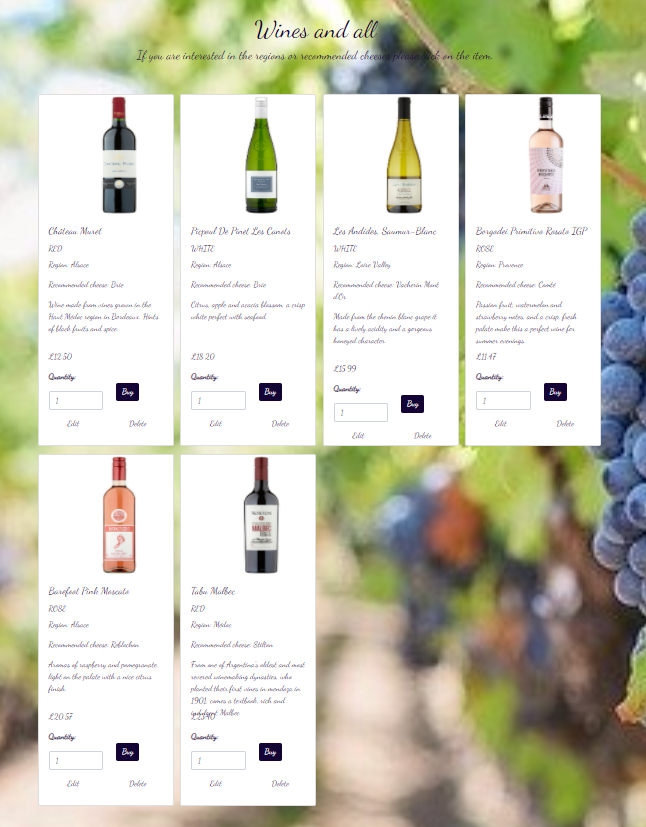 Wines and all
If you are interested in the regions or recommended cheeses please click on the item.
Château Muret
RED
Region: Alsace
Recommended cheese: Brie
Wine made from vines grown in the
Haut Médoc region in Bordeaux. Hints
of black fruits and spice.
£12.50
Quantity:
1
Buy
Edit
Delete
Picpoul De Pinet Les Canots
WHITE
Region: Alsace
Recommended cheese: Brie
Citrus, apple and acacia blossom, a crisp
white perfect with seafood.
£18.20
Quantity:
1
Buy
Edit
Delete
Les Andides, Saumur-Blanc
WHITE
Region: Loire Valley
Recommended cheese: Vacherin Mont
d'Or
Made from the chenin blanc grape it
has a lively acidity and a gorgeous
honeyed character.
£15.99
Quantity:
1
Buy
Edit
Delete
Borgodei Primitivo Rosato IGP
ROSE
Region: Provence
Recommended cheese: Comté
Passion fruit, watermelon and
strawberry notes, and a crisp, fresh
palate make this a perfect wine for
summer evenings.
£11.47
Quantity:
1
Buy
Edit
Delete
Barefoot Pink Moscato
ROSE
Region: Alsace
Recommended cheese: Reblochon
Aromas of raspberry and pomegranate,
light on the palate with a nice citrus
finish.
£20.57
Quantity:
1
Buy
Edit
Delete
Tabu Malbec
RED
Region: Médoc
Recommended cheese: Stilton
From one of Argentina's oldest and most
revered winemaking dynasties, who
planted their first vines in mendoza in
1901, comes a textbook, rich and
indulgent Malbec
£23.40
Quantity:
1
Buy
Edit
Delete
MALBEC